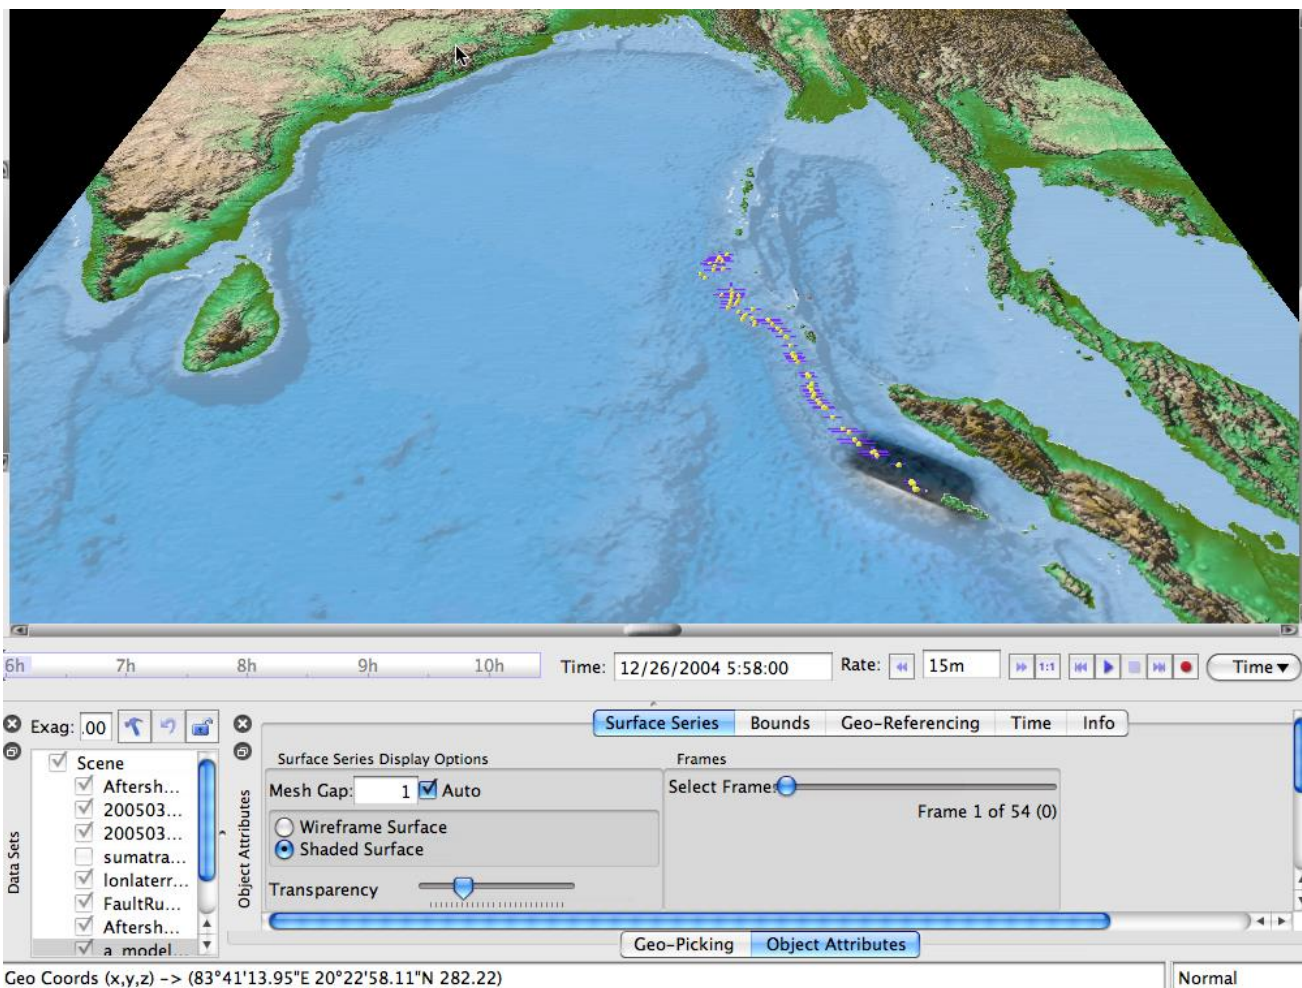 6h 7h 8h 9h 10h Time: 12/26/2004 5:58:00 Rate: 15m 1:1 Time
Exag: .00
Surface Series Bounds Geo-Referencing Time Info
Data Sets
Scene
Aftersh...
200503...
200503...
sumatra...
lonlaterr...
FaultRu...
Aftersh...
a_model...
Object Attributes
Surface Series Display Options
Mesh Gap: 1 Auto
Wireframe Surface
Shaded Surface
Transparency
Frames
Select Frame:
Frame 1 of 54 (0)
Geo-Picking Object Attributes
Geo Coords (x,y,z) -> (83°41'13.95"E 20°22'58.11"N 282.22) Normal